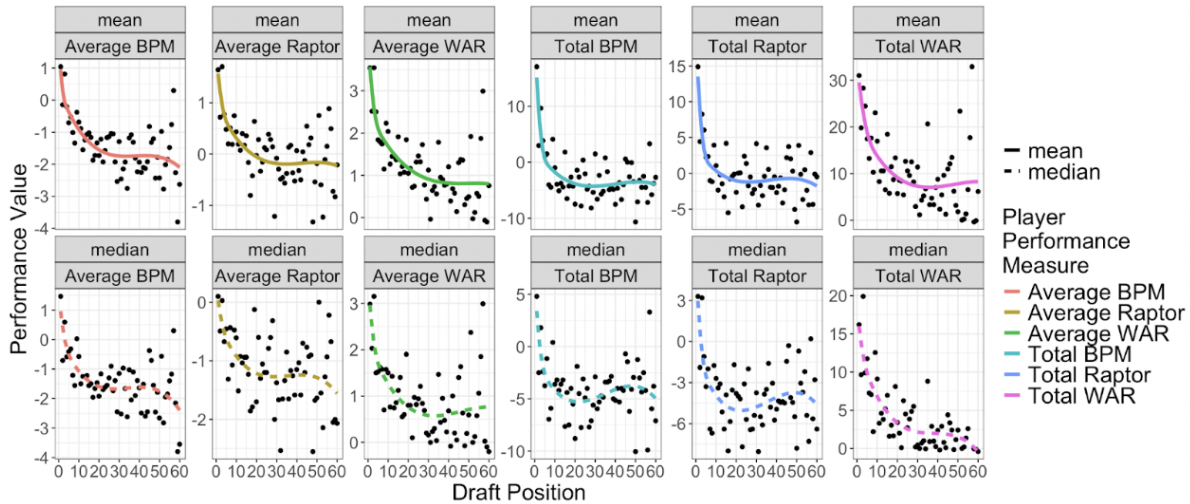 mean mean mean mean mean mean
Average BPM Average Raptor Average WAR Total BPM Total Raptor Total WAR
1 0 -1 -2 -3 -4
1 0 -1
3 2 1 0
10 0 -10
15 10 5 0 -5
30 20 10 0
median median median median median median
Average BPM Average Raptor Average WAR Total BPM Total Raptor Total WAR
1 0 -1 -2 -3 -4
0 -1 -2
3 2 1 0
5 0 -5 -10
3 0 -3 -6
20 15 10 5 0
0 10 20 30 40 50 60 0 10 20 30 40 50 60 0 10 20 30 40 50 60 0 10 20 30 40 50 60 0 10 20 30 40 50 60 0 10 20 30 40 50 60
Draft Position
Performance Value
mean
median
Player
Performance
Measure
Average BPM
Average Raptor
Average WAR
Total BPM
Total Raptor
Total WAR